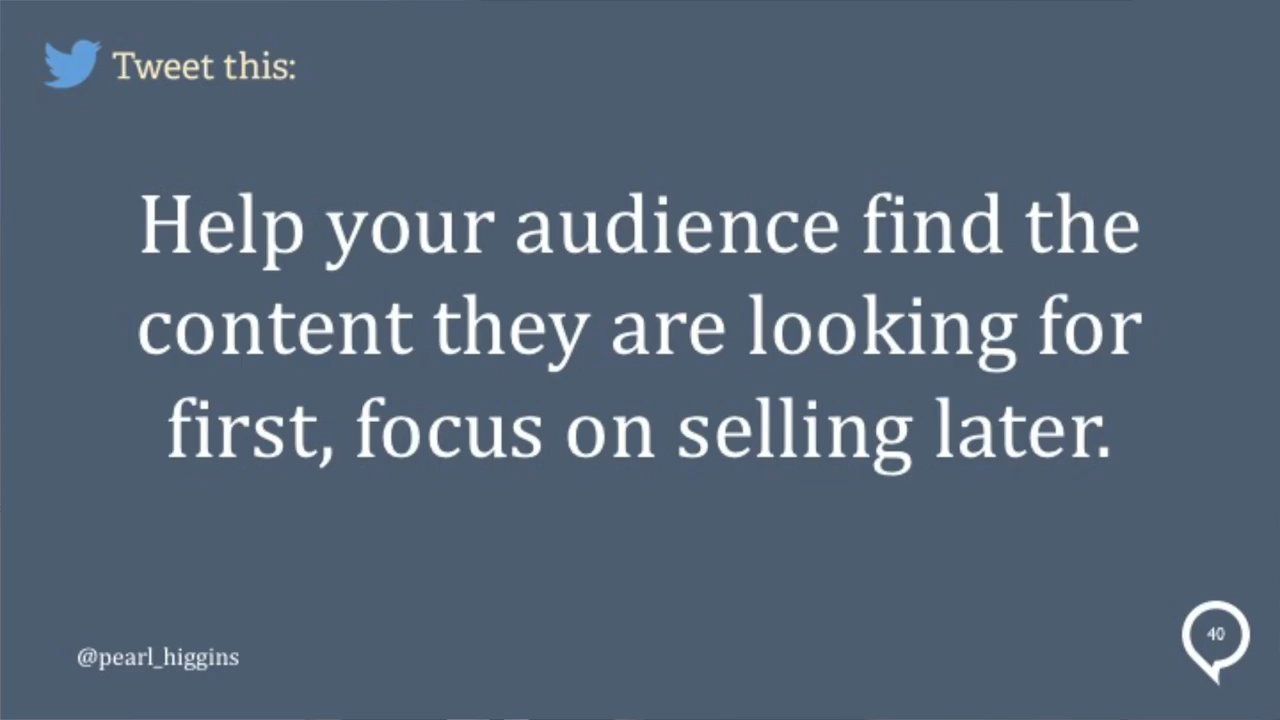 Tweet this:
Help your audience find the
content they are looking for
first, focus on selling later.
@pearl_higgins
40